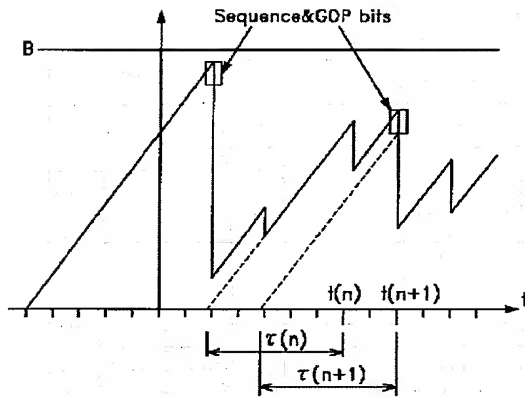 Sequence&GOP bits
B
t(n) t(n+1)
t
τ(n)
τ(n+1)